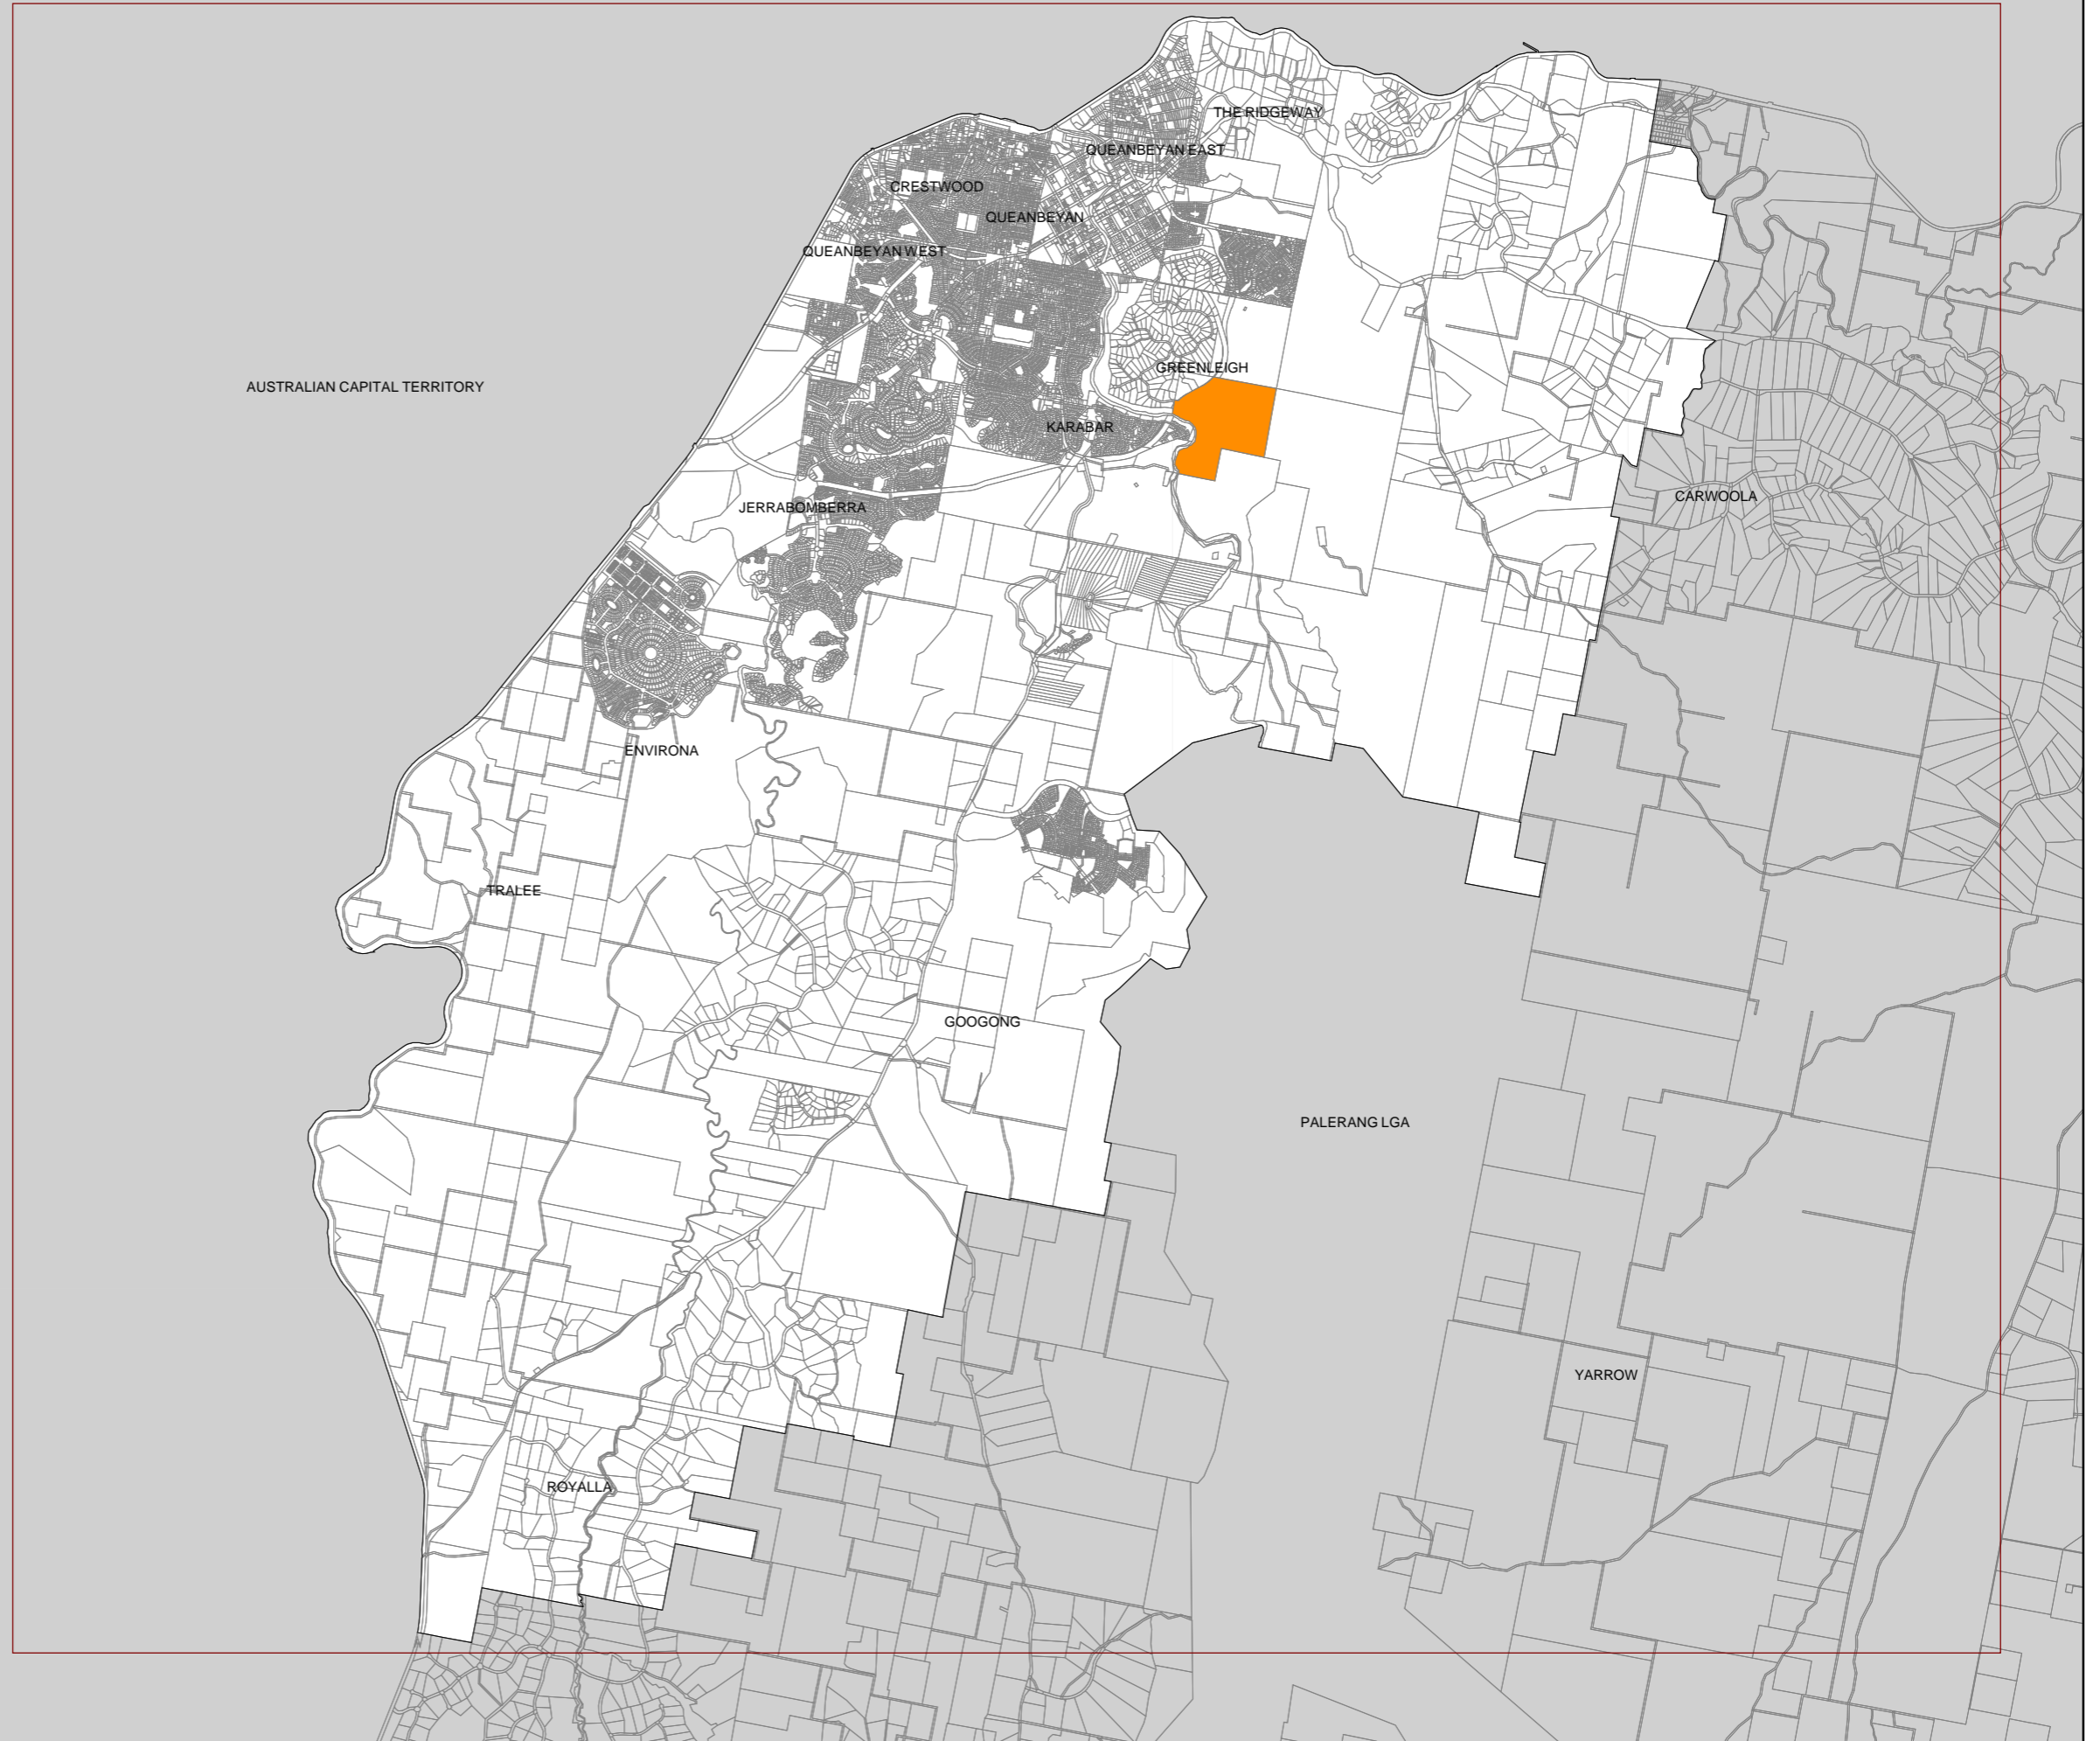 THE RIDGEWAY
QUEANBEYAN EAST
CRESTWOOD
QUEANBEYAN
QUEANBEYAN WEST
GREENLEIGH
AUSTRALIAN CAPITAL TERRITORY
KARABAR
CARWOOLA
JERRABOMBERRA
ENVIRONA
TRALEE
GOOGONG
PALERANG LGA
YARROW
ROYALLA